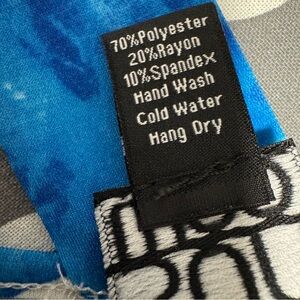 70%Polyester
20%Rayon
10%Spandex
Hand Wash
Cold Water
Hang Dry